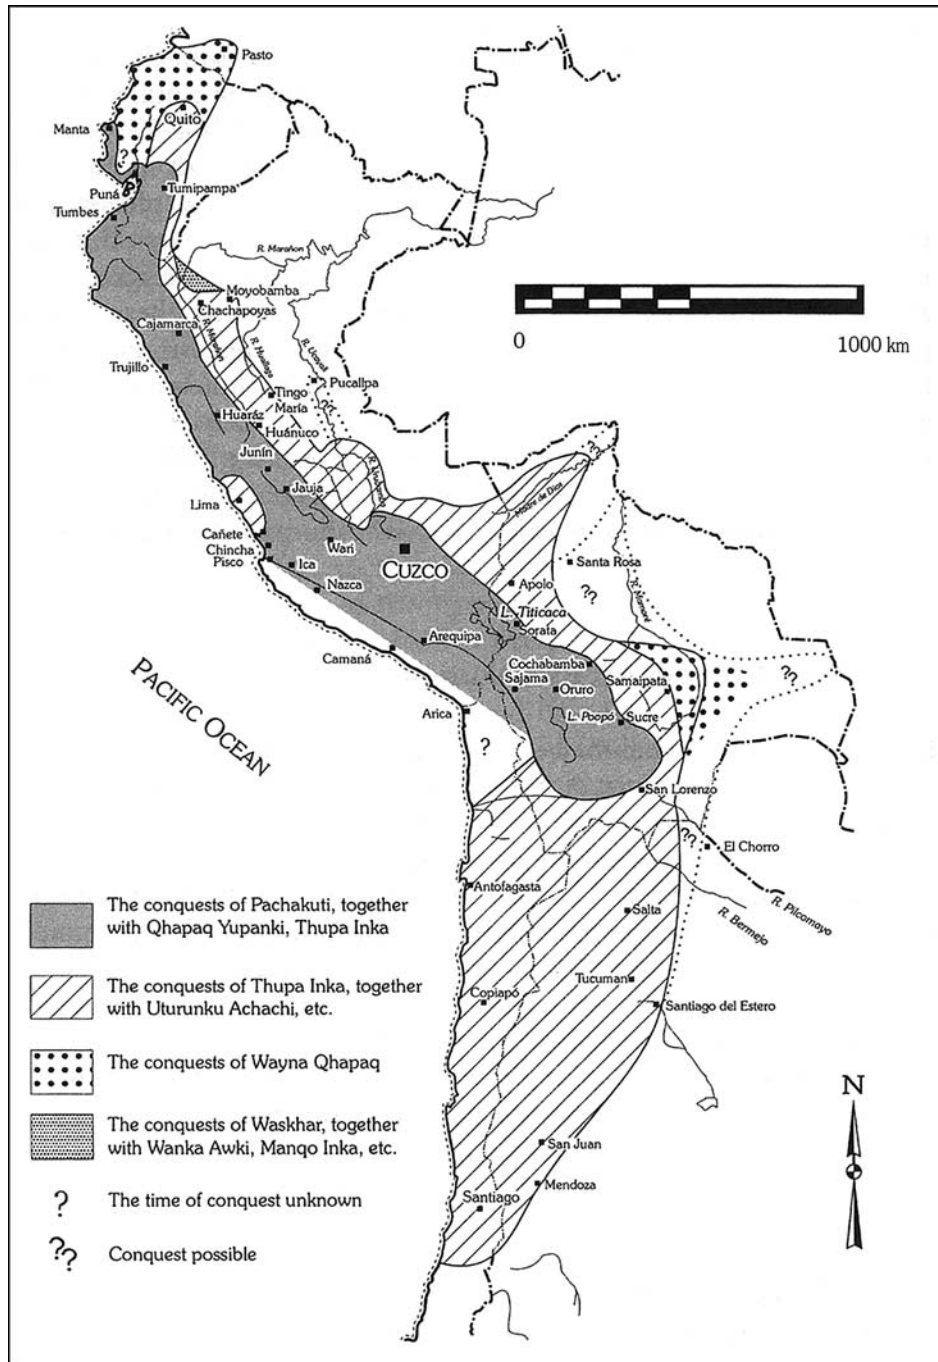 Pasto
Quito
Manta
?
Puná
Tumipampa
Tumbes
R. Marañon
Moyobamba
Chachapoyas
Cajamarca
R. Marañon
R. Huallaga
R. Ucayali
Trujillo
Pucallpa
??
Tingo
María
Huaráz
Huánuco
Junín
R. Urubamba
Jauja
Lima
Madre de Dios
??
Cañete
Chincha
Pisco
Wari
Ica
CUZCO
Nazca
Santa Rosa
Apolo
??
R. Mamoré
L. Titicaca
Sorata
Arequipa
Camaná
Cochabamba
Sajama
Samaipata
??
Oruro
Arica
L. Poopó
Sucre
?
San Lorenzo
??
El Chorro
Antofagasta
R. Pilcomayo
Salta
R. Bermejo
Tucuman
Copiapó
Santiago del Estero
San Juan
Mendoza
Santiago
PACIFIC OCEAN
0
1000 km
N
The conquests of Pachakuti, together
with Qhapaq Yupanki, Thupa Inka
The conquests of Thupa Inka, together
with Uturunku Achachi, etc.
The conquests of Wayna Qhapaq
The conquests of Waskhar, together
with Wanka Awki, Manqo Inka, etc.
? The time of conquest unknown
?? Conquest possible